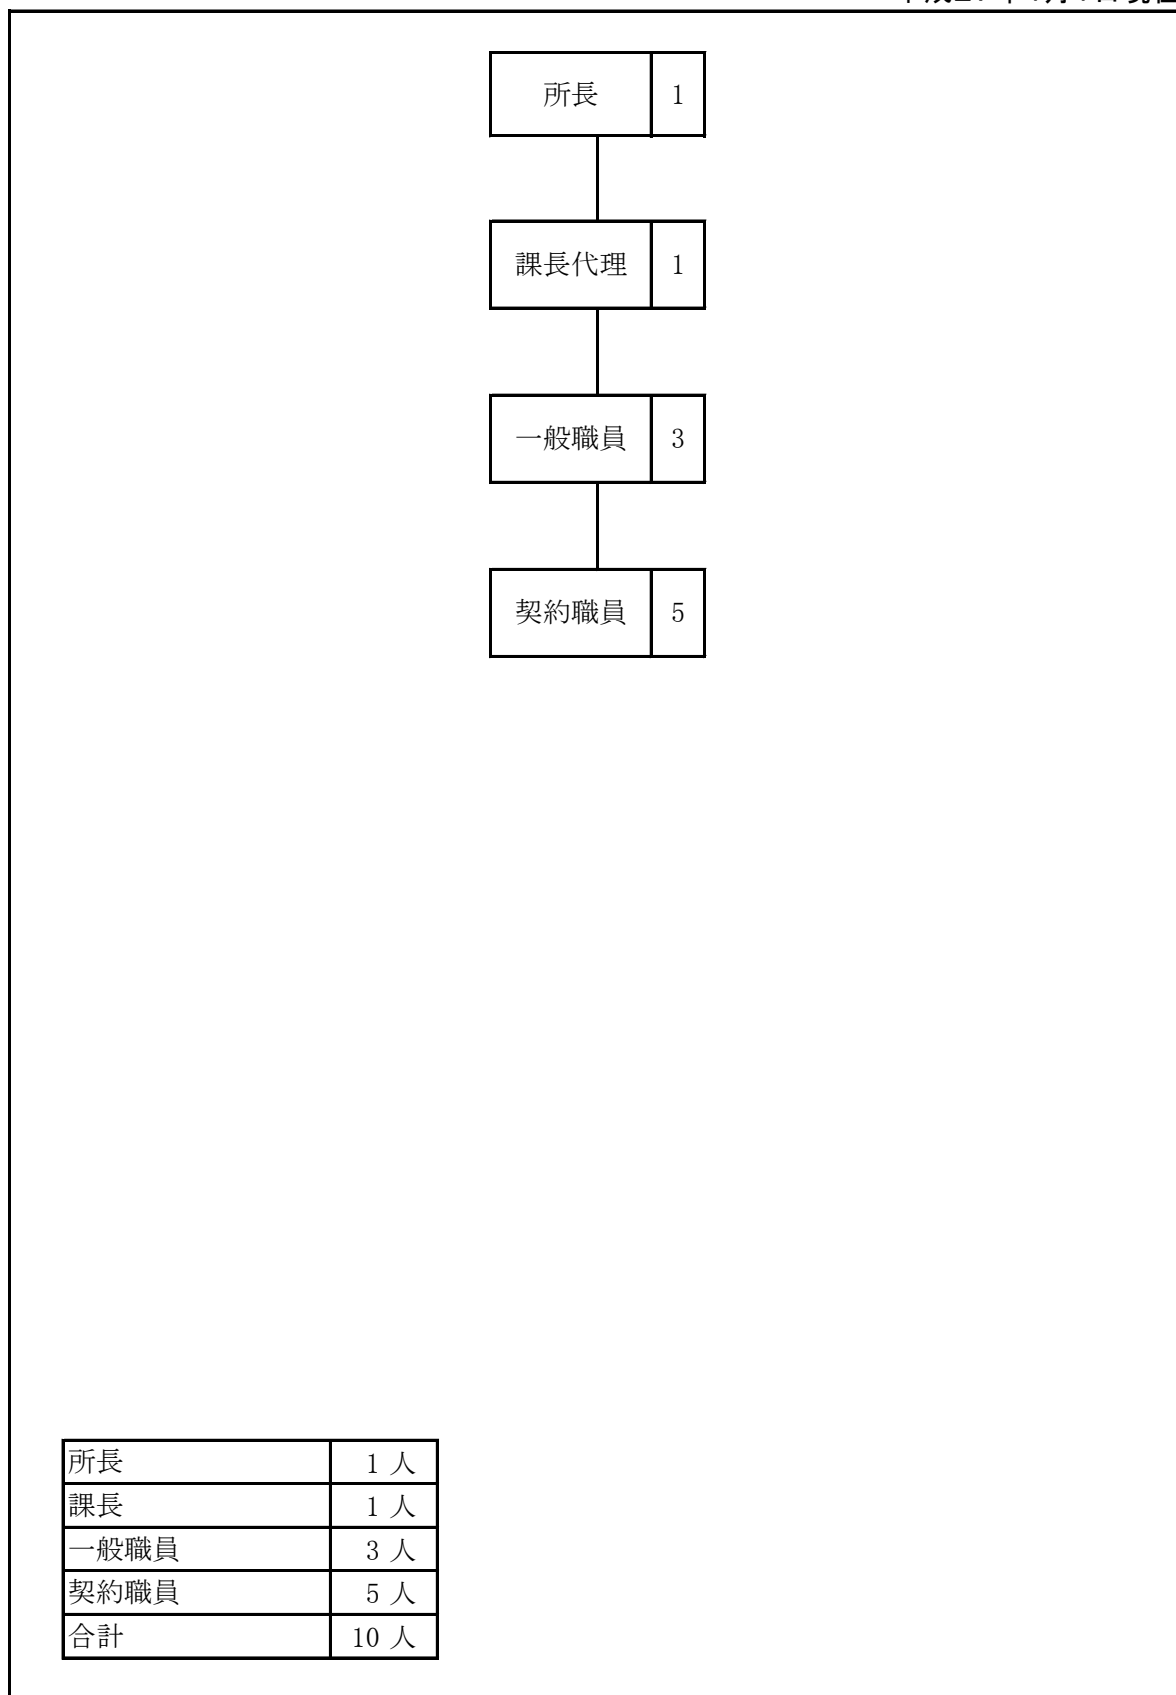 所長 1
課長代理 1
一般職員 3
契約職員 5
所長 1 人
課長 1 人
一般職員 3 人
契約職員 5 人
合計 10 人